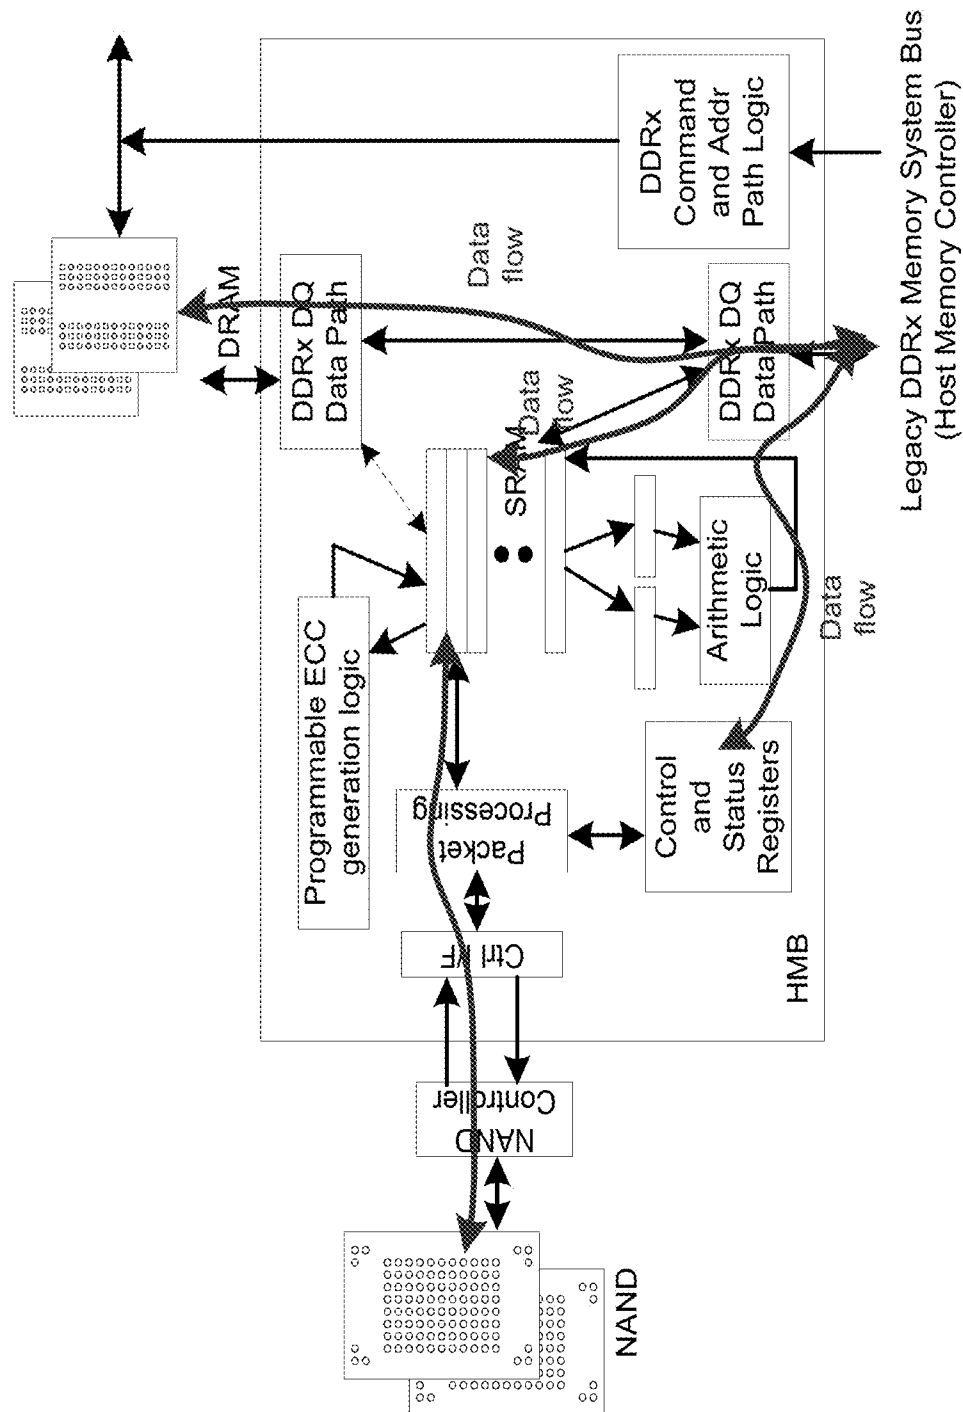 DRAM
DDRx DQ
Data Path
Data
flow
DDRx
Command
and Addr
Path Logic
Programmable ECC
generation logic
SRAM
Data
flow
DDRx DQ
Data Path
Arithmetic
Logic
Data
flow
Packet
Processing
Control
and
Status
Registers
Ctrl I/F
NAND
Controller
NAND
HMB
Legacy DDRx Memory System Bus
(Host Memory Controller)